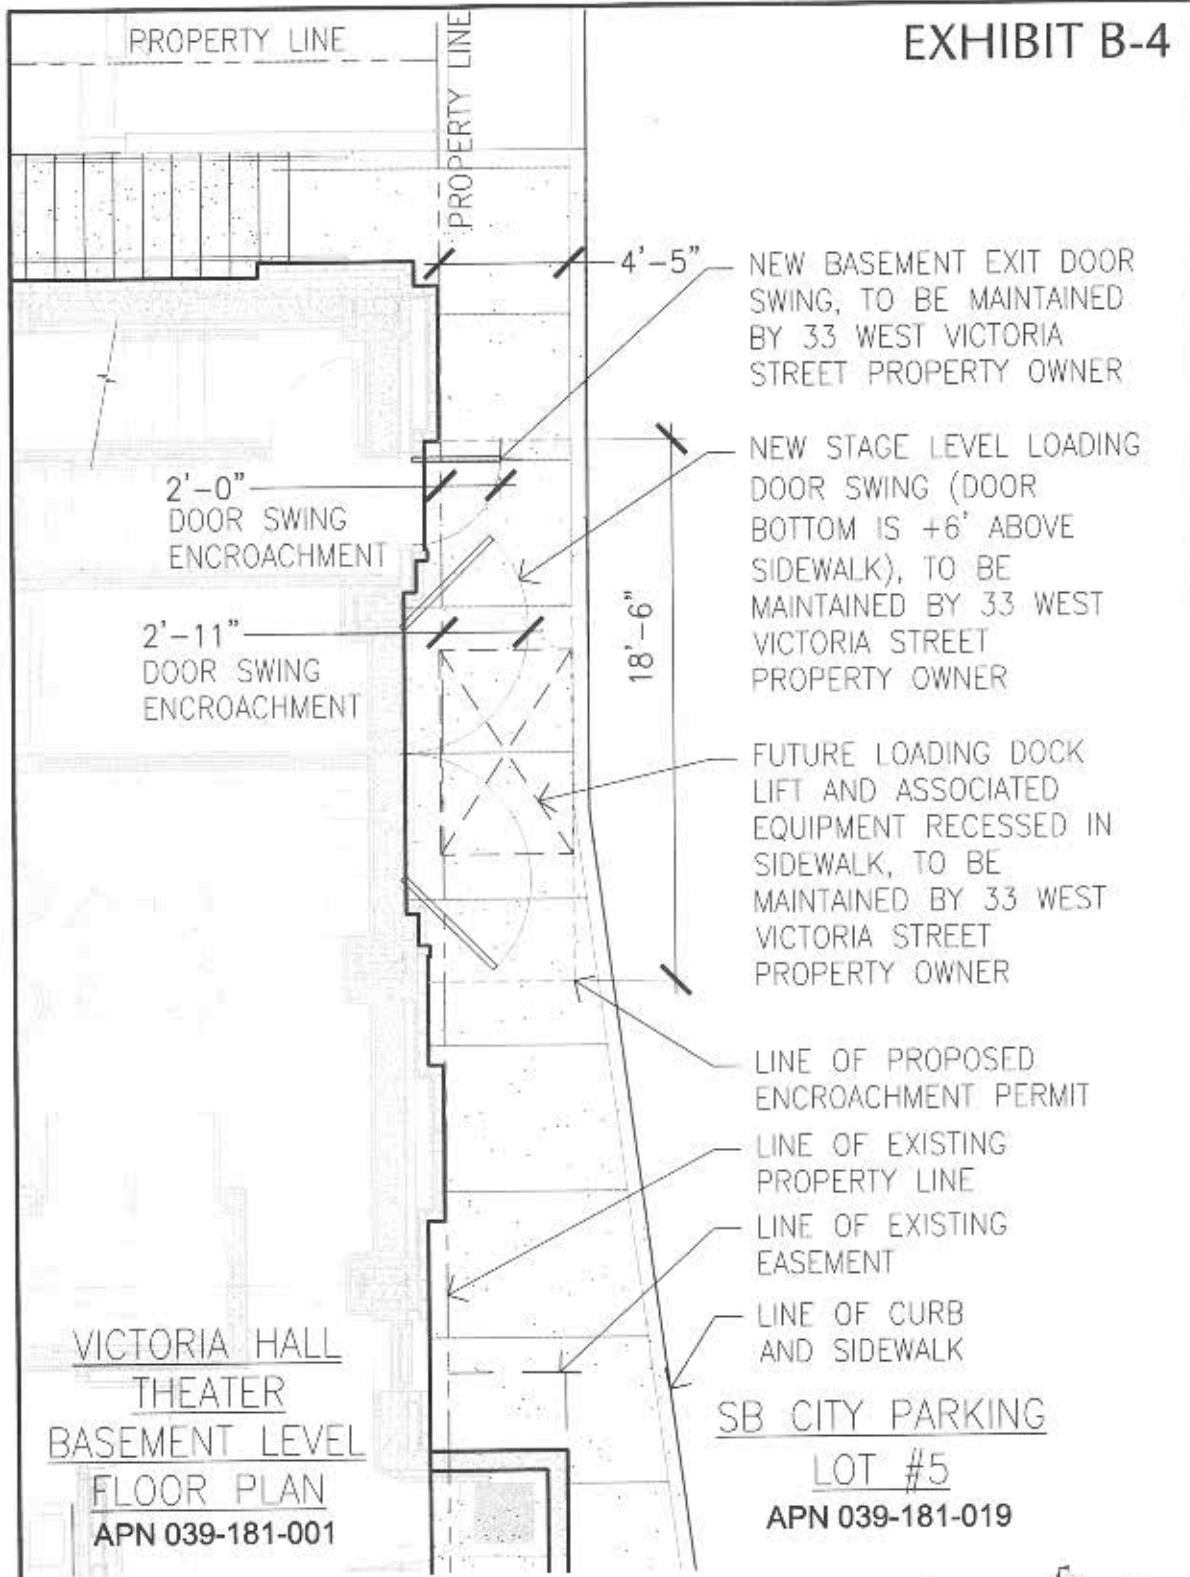 EXHIBIT B-4
PROPERTY LINE
PROPERTY LINE
4'-5"
NEW BASEMENT EXIT DOOR
SWING, TO BE MAINTAINED
BY 33 WEST VICTORIA
STREET PROPERTY OWNER
2'-0"
DOOR SWING
ENCROACHMENT
NEW STAGE LEVEL LOADING
DOOR SWING (DOOR
BOTTOM IS +6' ABOVE
SIDEWALK), TO BE
MAINTAINED BY 33 WEST
VICTORIA STREET
PROPERTY OWNER
2'-11"
DOOR SWING
ENCROACHMENT
18'-6"
FUTURE LOADING DOCK
LIFT AND ASSOCIATED
EQUIPMENT RECESSED IN
SIDEWALK, TO BE
MAINTAINED BY 33 WEST
VICTORIA STREET
PROPERTY OWNER
LINE OF PROPOSED
ENCROACHMENT PERMIT
LINE OF EXISTING
PROPERTY LINE
LINE OF EXISTING
EASEMENT
LINE OF CURB
AND SIDEWALK
VICTORIA HALL
THEATER
BASEMENT LEVEL
FLOOR PLAN
APN 039-181-001
SB CITY PARKING
LOT #5
APN 039-181-019